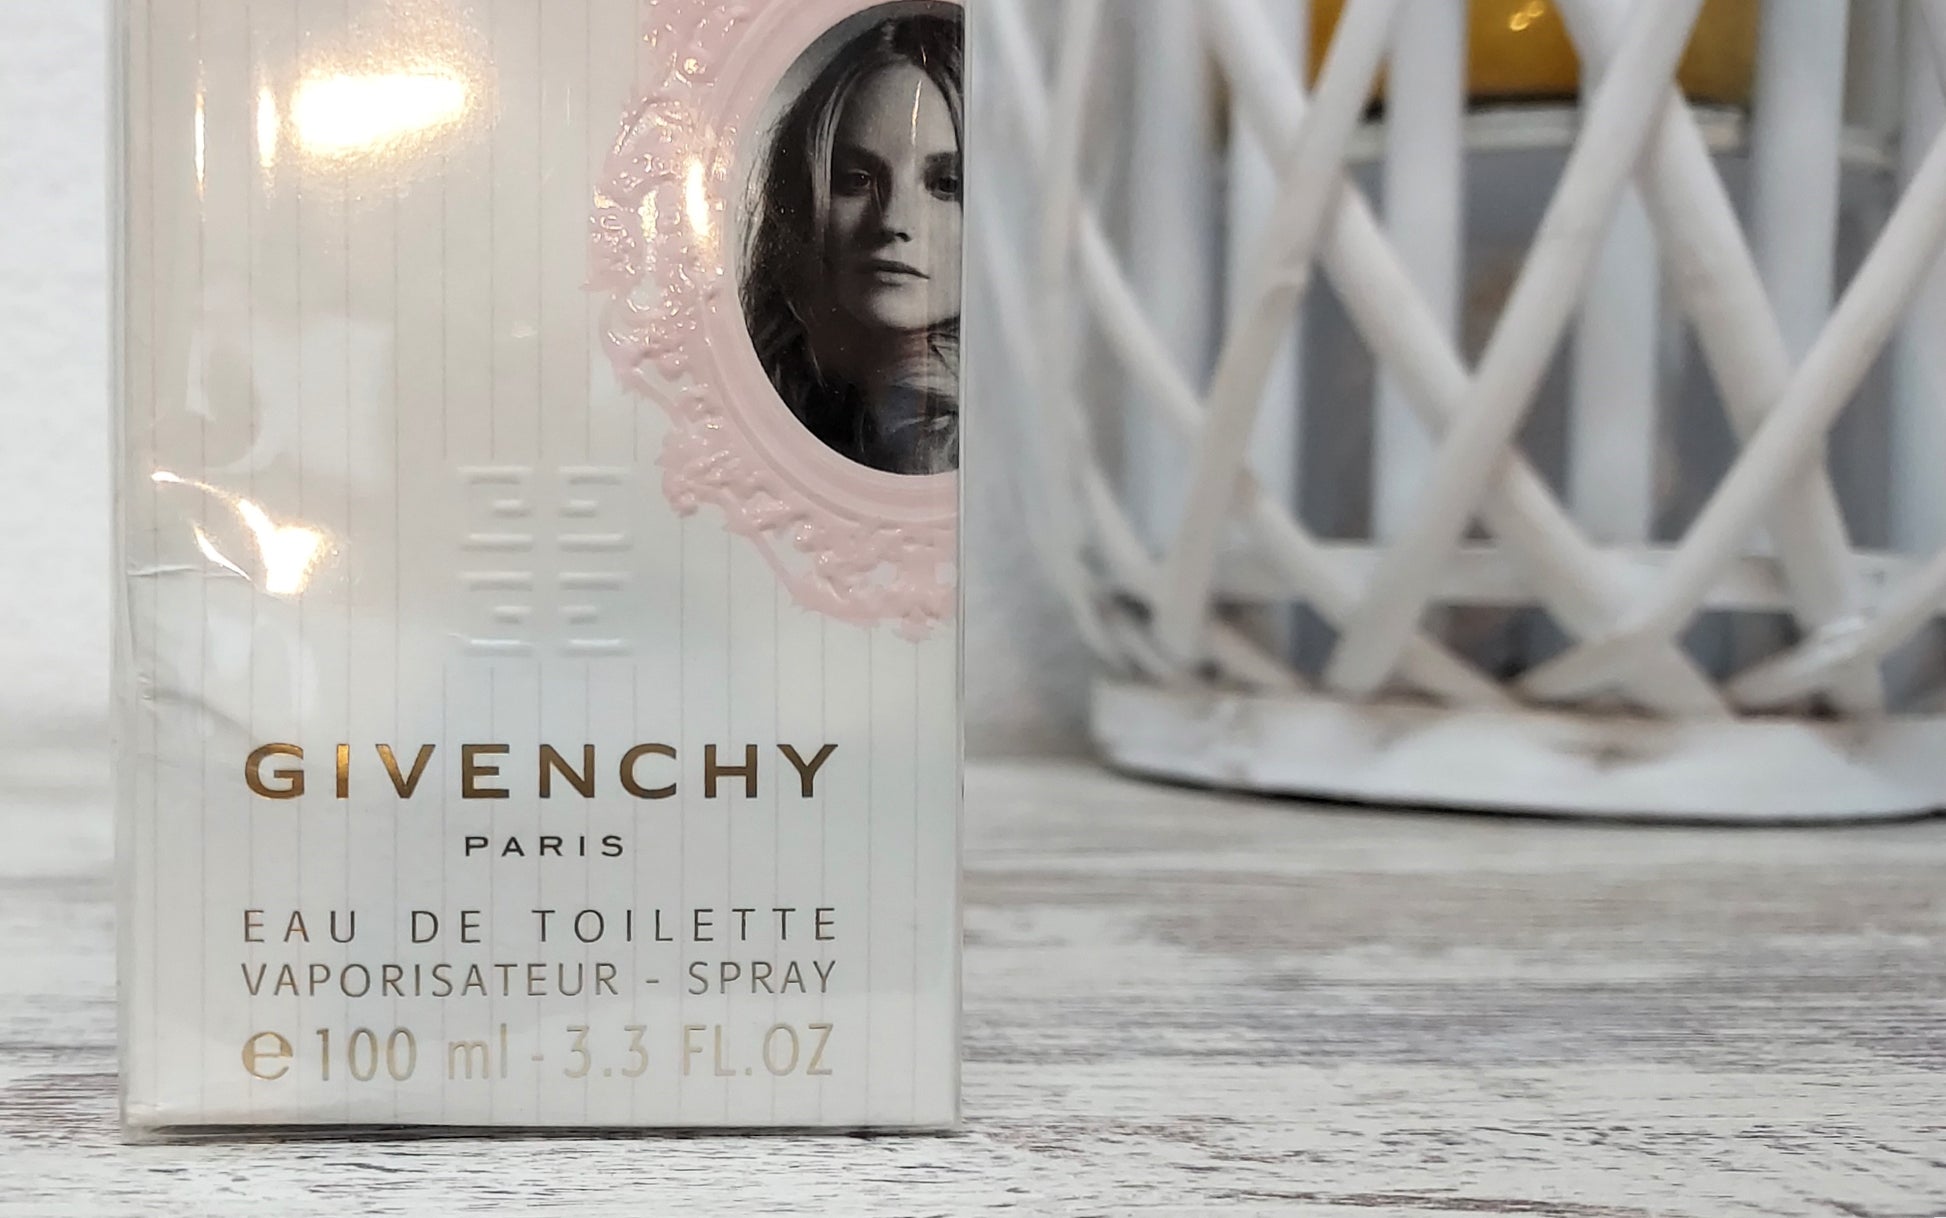 GIVENCHY
PARIS
EAU DE TOILETTE
VAPORISATEUR - SPRAY
℮100 ml - 3.3 FL.OZ